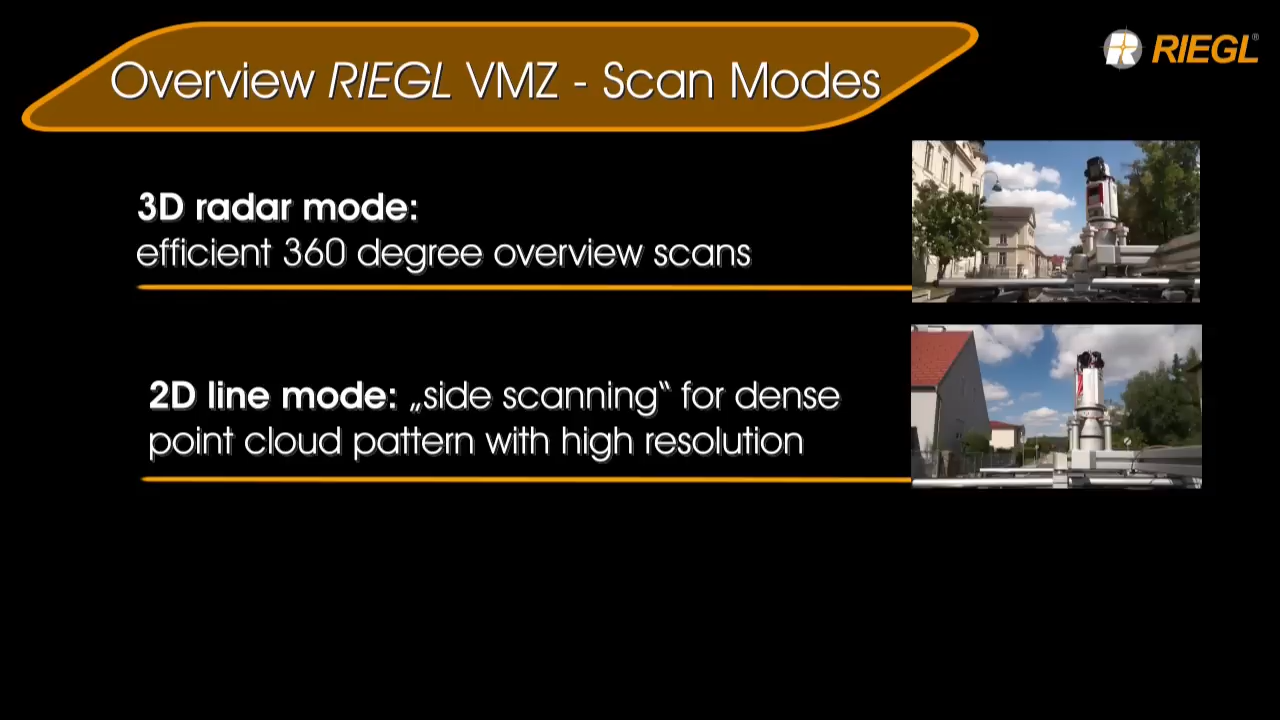 Overview RIEGL VMZ - Scan Modes
RIEGL®
3D radar mode:
efficient 360 degree overview scans
2D line mode: „side scanning“ for dense
point cloud pattern with high resolution